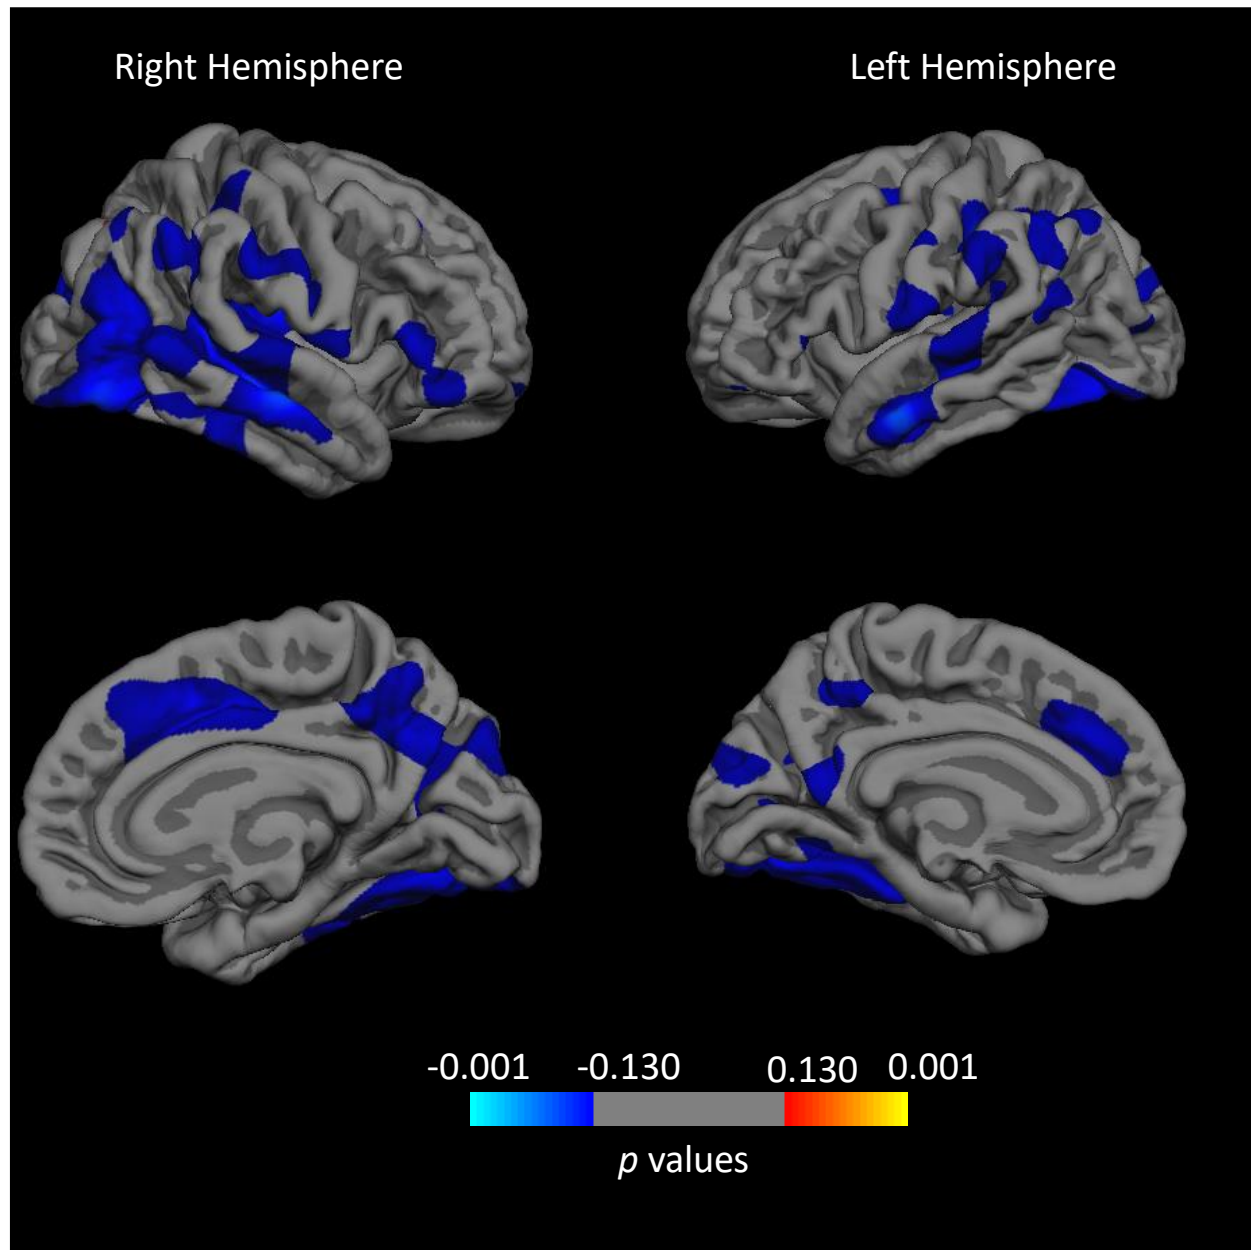 Right Hemisphere
Left Hemisphere
-0.001
-0.130
0.130
0.001
p values